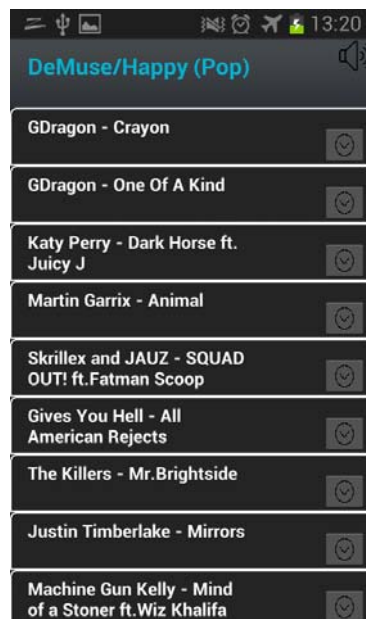 13:20
DeMuse/Happy (Pop)
GDragon - Crayon
GDragon - One Of A Kind
Katy Perry - Dark Horse ft.
Juicy J
Martin Garrix - Animal
Skrillex and JAUZ - SQUAD
OUT! ft.Fatman Scoop
Gives You Hell - All
American Rejects
The Killers - Mr.Brightside
Justin Timberlake - Mirrors
Machine Gun Kelly - Mind
of a Stoner ft.Wiz Khalifa